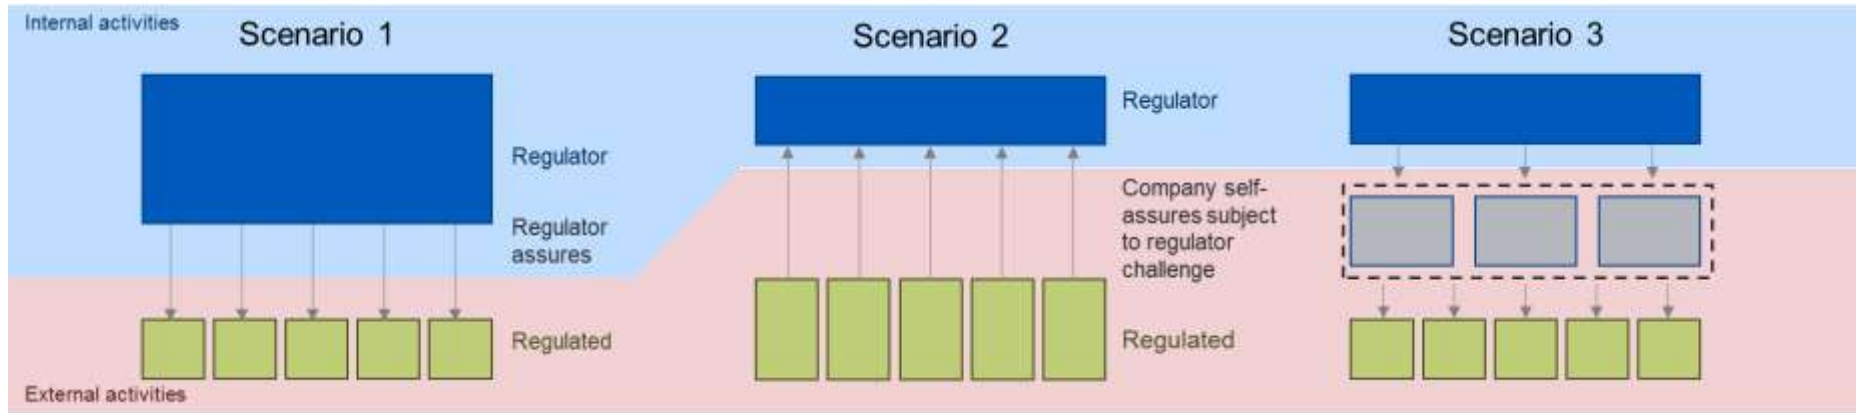 Internal activities
Scenario 1
Scenario 2
Scenario 3
Regulator
Regulator
assures
Regulated
Regulator
Company self-
assures subject
to regulator
challenge
Regulated
External activities